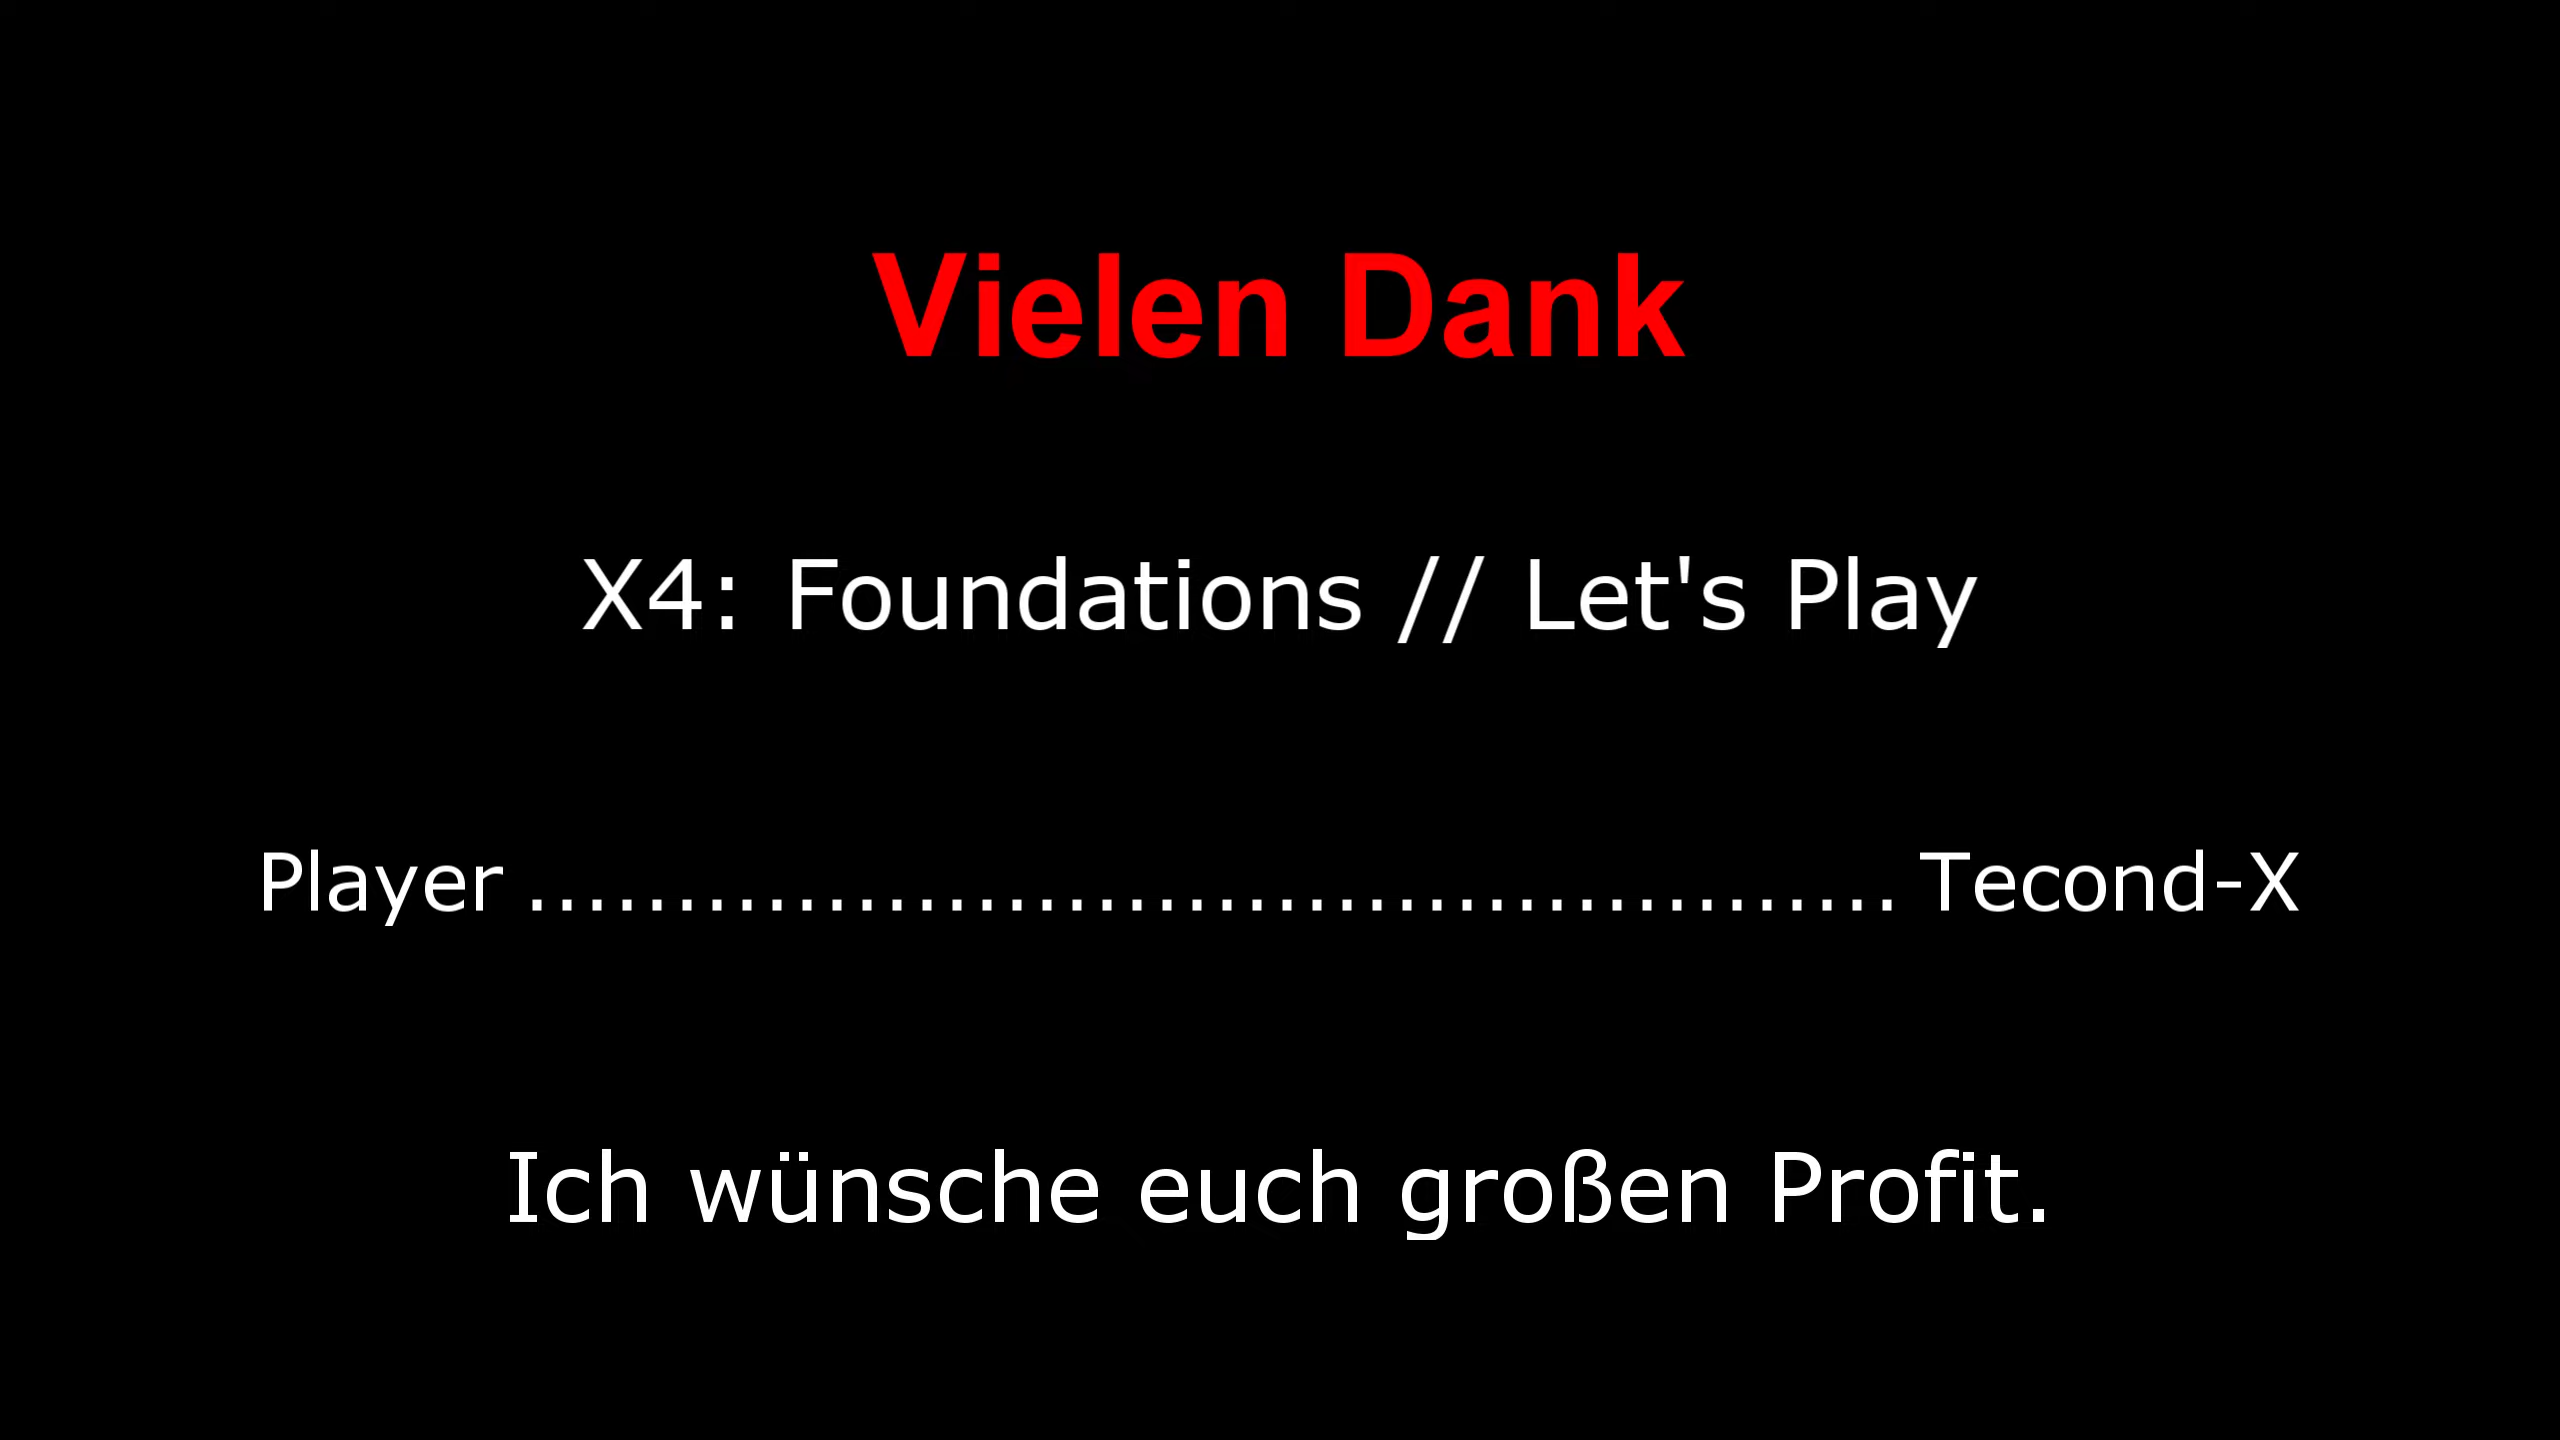 Vielen Dank
X4: Foundations // Let's Play
Player .............................................. Tecond-X
Ich wünsche euch großen Profit.